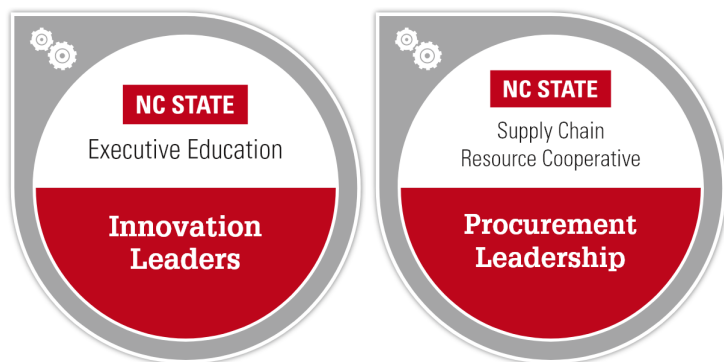 NC STATE
Executive Education
Innovation
Leaders
NC STATE
Supply Chain
Resource Cooperative
Procurement
Leadership